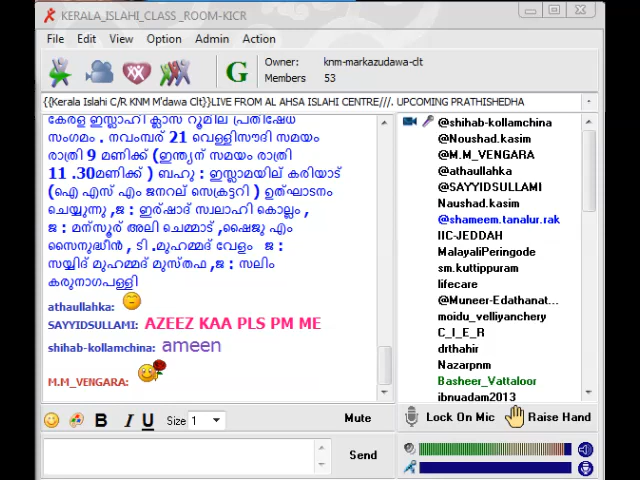 KERALA_ISLAHI_CLASS_ROOM-KICR
File Edit View Option Admin Action
G
Owner: knm-markazudawa-clt
Members 53
{{Kerala Islahi C/R KNM M'dawa Clt}}LIVE FROM AL AHSA ISLAHI CENTRE///. UPCOMING PRATHISHEDHA
കേരള ഇസ്ലാഹി ക്ലാസ റൂമില പ്രതിഷേധ
സംഗമം . നവംമ്പർ 21 വെള്ളിസൗദി സമയം
രാത്രി 9 മണിക്ക് (ഇന്ത്യന് സമയം രാത്രി
11 .30മണിക്ക് ) ബഹു : ഇസ്മായില് കരിയാട്
(ഐ എസ് എം ജനറല് സെക്രട്ടറി ) ഉത്ഘാടനം
ചെയ്യുന്നു ,ജ : ഇര്ഷാദ് സ്വലാഹി കൊല്ലം ,
ജ : മന്സൂര് അലി ചെമ്മാട് ,ഷൈജു എം
സൈനുദ്ധീൻ , ടി .മുഹമ്മദ് വേളം ജ :
സയ്യിദ് മുഹമ്മദ് മുസ്തഫ ,ജ : സലിം
കരുനാഗപള്ളി
athaullahka:
SAYYIDSULLAMI: AZEEZ KAA PLS PM ME
shihab-kollamchina: ameen
M.M_VENGARA:
@shihab-kollamchina
@Noushad.kasim
@M.M_VENGARA
@athaullahka
@SAYYIDSULLAMI
Naushad.kasim
@shameem.tanalur.rak
IIC-JEDDAH
MalayaliPeringode
sm.kuttippuram
lifecare
@Muneer-Edathanat...
moidu_velliyanchery
C_I_E_R
drthahir
Nazarpnm
Basheer_Vattaloor
ibnuadam2013
B I U Size 1 Mute
Lock On Mic Raise Hand
Send